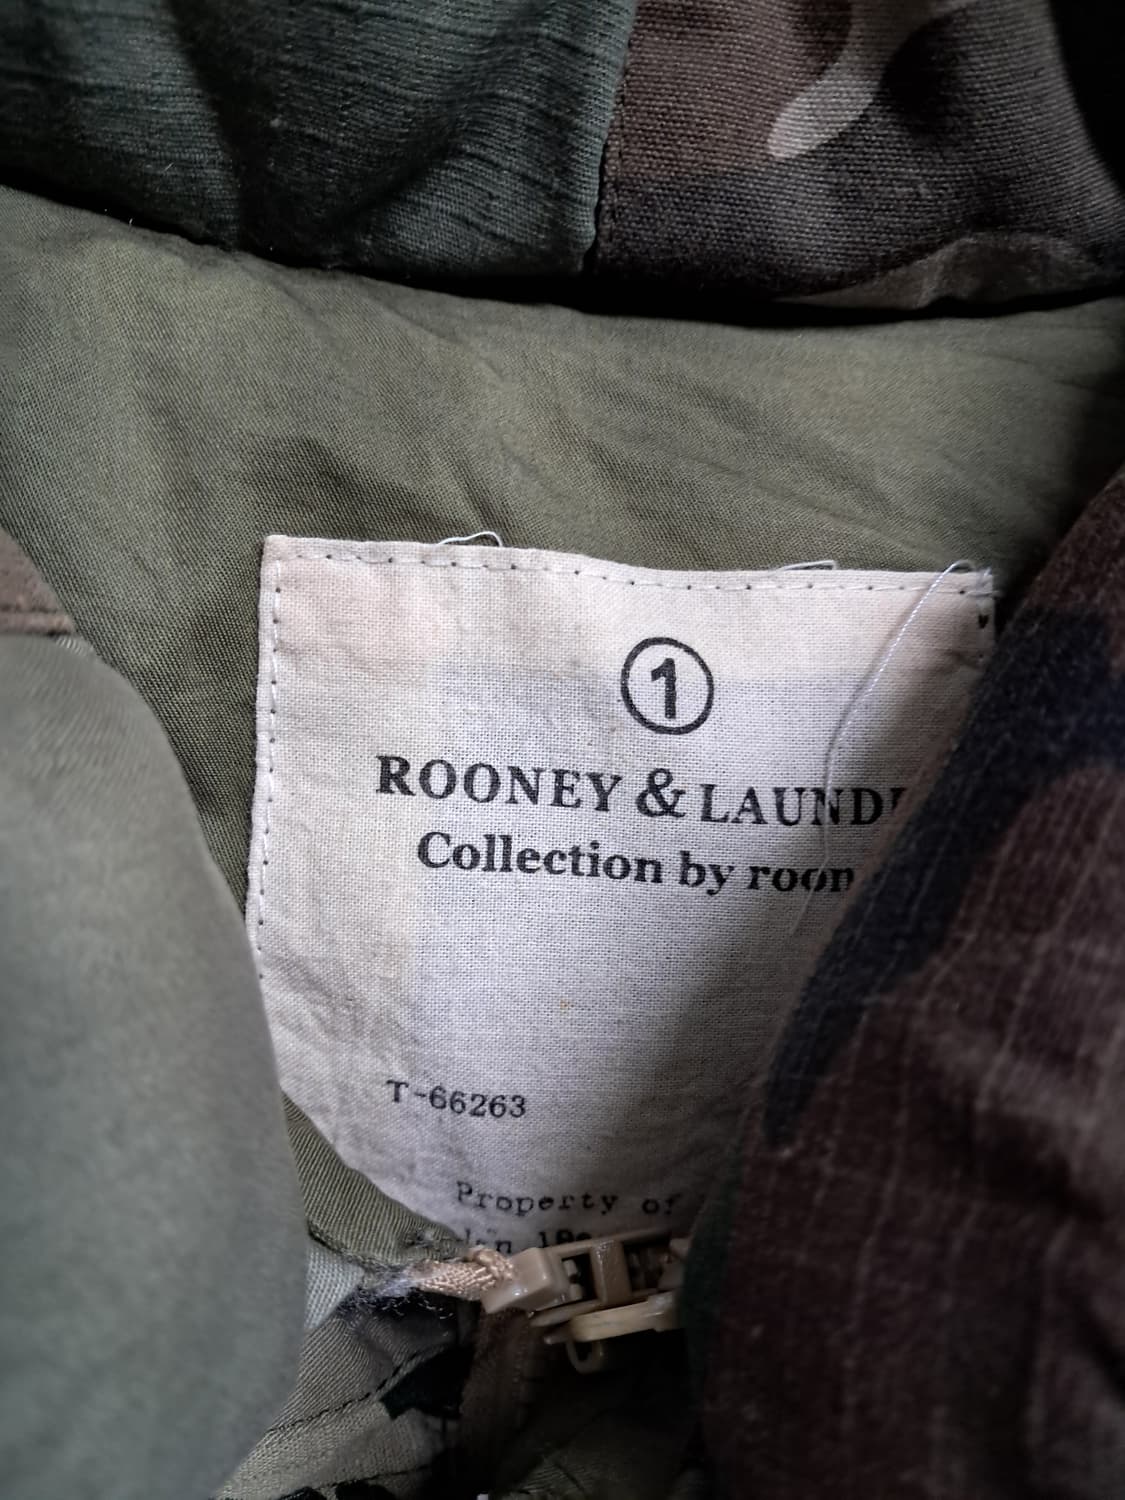 1
ROONEY & LAUND
Collection by roon
T-66263
Property of